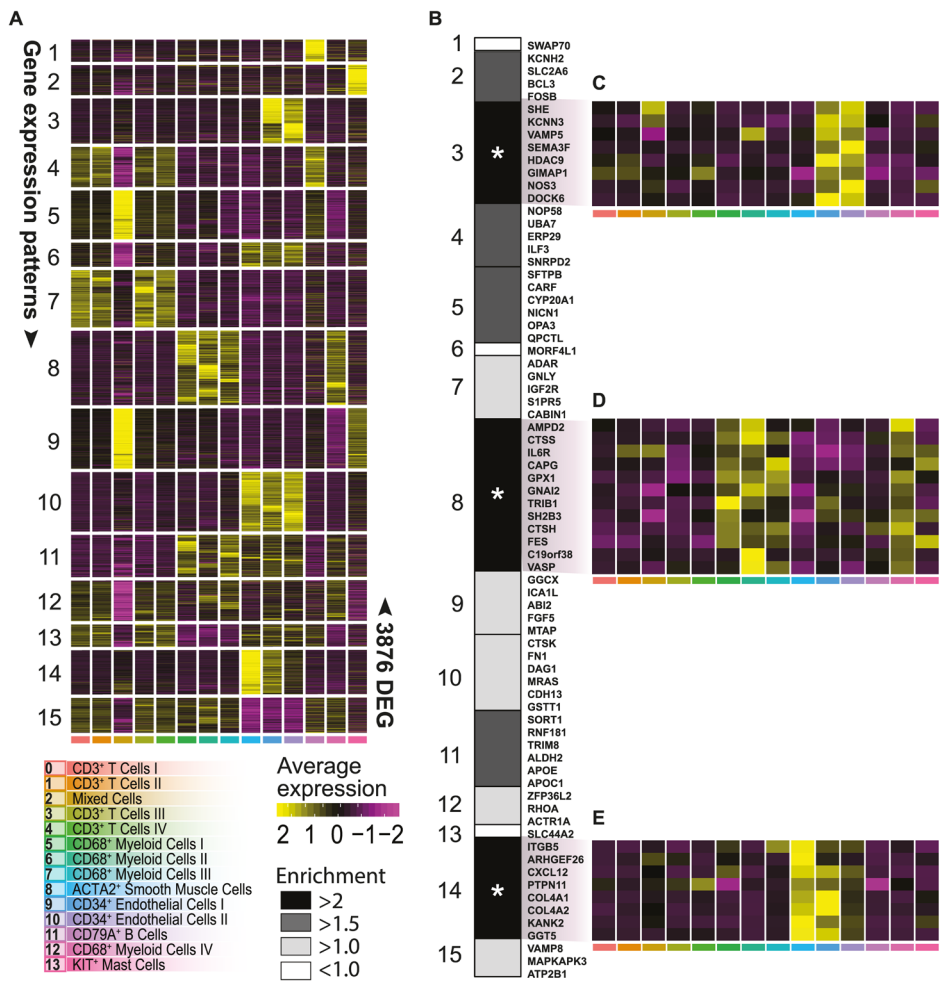 A
Gene expression patterns ➤
1
2
3
4
5
6
7
8
9
10
11
12
13
14
15
➤ 3876 DEG
0 CD3+ T Cells I
1 CD3+ T Cells II
2 Mixed Cells
3 CD3+ T Cells III
4 CD3+ T Cells IV
5 CD68+ Myeloid Cells I
6 CD68+ Myeloid Cells II
7 CD68+ Myeloid Cells III
8 ACTA2+ Smooth Muscle Cells
9 CD34+ Endothelial Cells I
10 CD34+ Endothelial Cells II
11 CD79A+ B Cells
12 CD68+ Myeloid Cells IV
13 KIT+ Mast Cells
Average
expression
2 1 0 −1 −2
Enrichment
>2
>1.5
>1.0
<1.0
B
1
SWAP70
2
KCNH2
SLC2A6
BCL3
FOSB
3
*
SHE
KCNN3
VAMP5
SEMA3F
HDAC9
GIMAP1
NOS3
DOCK6
4
NOP58
UBA7
ERP29
ILF3
SNRPD2
5
SFTPB
CARF
CYP20A1
NICN1
OPA3
QPCTL
6
MORF4L1
7
ADAR
GNLY
IGF2R
S1PR5
CABIN1
8
*
AMPD2
CTSS
IL6R
CAPG
GPX1
GNAI2
TRIB1
SH2B3
CTSH
FES
C19orf38
VASP
9
GGCX
ICA1L
ABI2
FGF5
MTAP
10
CTSK
FN1
DAG1
MRAS
CDH13
GSTT1
11
SORT1
RNF181
TRIM8
ALDH2
APOE
APOC1
12
ZFP36L2
RHOA
ACTR1A
13
SLC44A2
14
*
ITGB5
ARHGEF26
CXCL12
PTPN11
COL4A1
COL4A2
KANK2
GGT5
15
VAMP8
MAPKAPK3
ATP2B1
C
D
E